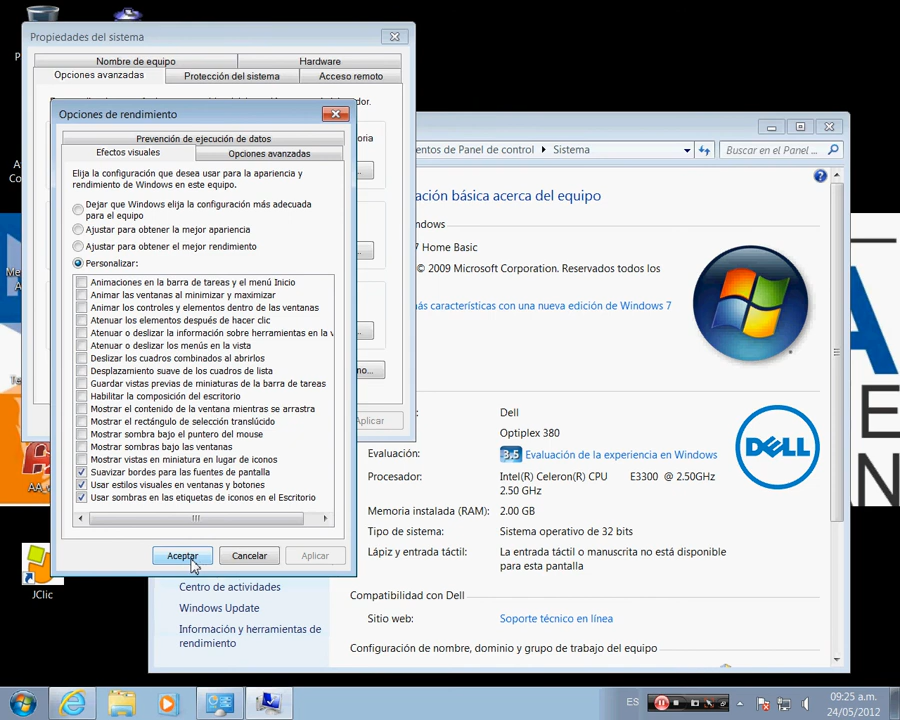 Propiedades del sistema
Nombre de equipo
Hardware
Opciones avanzadas
Protección del sistema
Acceso remoto
Opciones de rendimiento
Prevención de ejecución de datos
Efectos visuales
Opciones avanzadas
Elija la configuración que desea usar para la apariencia y
rendimiento de Windows en este equipo.
Dejar que Windows elija la configuración más adecuada
para el equipo
Ajustar para obtener la mejor apariencia
Ajustar para obtener el mejor rendimiento
Personalizar:
Animaciones en la barra de tareas y el menú Inicio
Animar las ventanas al minimizar y maximizar
Animar los controles y elementos dentro de las ventanas
Atenuar los elementos después de hacer clic
Atenuar o deslizar la información sobre herramientas en la v
Atenuar o deslizar los menús en la vista
Deslizar los cuadros combinados al abrirlos
Desplazamiento suave de los cuadros de lista
Guardar vistas previas de miniaturas de la barra de tareas
Habilitar la composición del escritorio
Mostrar el contenido de la ventana mientras se arrastra
Mostrar el rectángulo de selección translúcido
Mostrar sombra bajo el puntero del mouse
Mostrar sombras bajo las ventanas
Mostrar vistas en miniatura en lugar de iconos
Suavizar bordes para las fuentes de pantalla
Usar estilos visuales en ventanas y botones
Usar sombras en las etiquetas de iconos en el Escritorio
Aceptar
Cancelar
Aplicar
Aplicar
entos de Panel de control
Sistema
Buscar en el Panel ...
ación básica acerca del equipo
ndows
7 Home Basic
© 2009 Microsoft Corporation. Reservados todos los
más características con una nueva edición de Windows 7
Dell
Optiplex 380
Evaluación:
3,5 Evaluación de la experiencia en Windows
Procesador:
Intel(R) Celeron(R) CPU E3300 @ 2.50GHz
2.50 GHz
Memoria instalada (RAM):
2.00 GB
Tipo de sistema:
Sistema operativo de 32 bits
Lápiz y entrada táctil:
La entrada táctil o manuscrita no está disponible
para esta pantalla
DELL
Compatibilidad con Dell
Sitio web:
Soporte técnico en línea
Configuración de nombre, dominio y grupo de trabajo del equipo
Centro de actividades
Windows Update
Información y herramientas de
rendimiento
JClic
ES
09:25 a.m.
24/05/2012